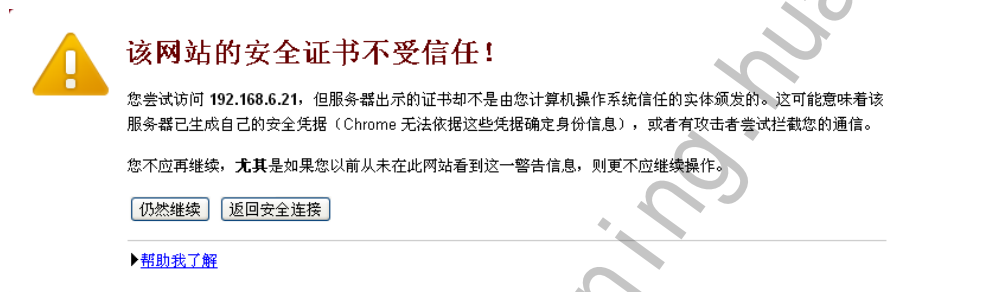 该网站的安全证书不受信任！
您尝试访问 192.168.6.21，但服务器出示的证书却不是由您计算机操作系统信任的实体颁发的。这可能意味着该
服务器已生成自己的安全凭据（Chrome 无法依据这些凭据确定身份信息），或者有攻击者尝试拦截您的通信。
您不应再继续，尤其是如果您以前从未在此网站看到这一警告信息，则更不应继续操作。
仍然继续 返回安全连接
帮助我了解
ning.hua